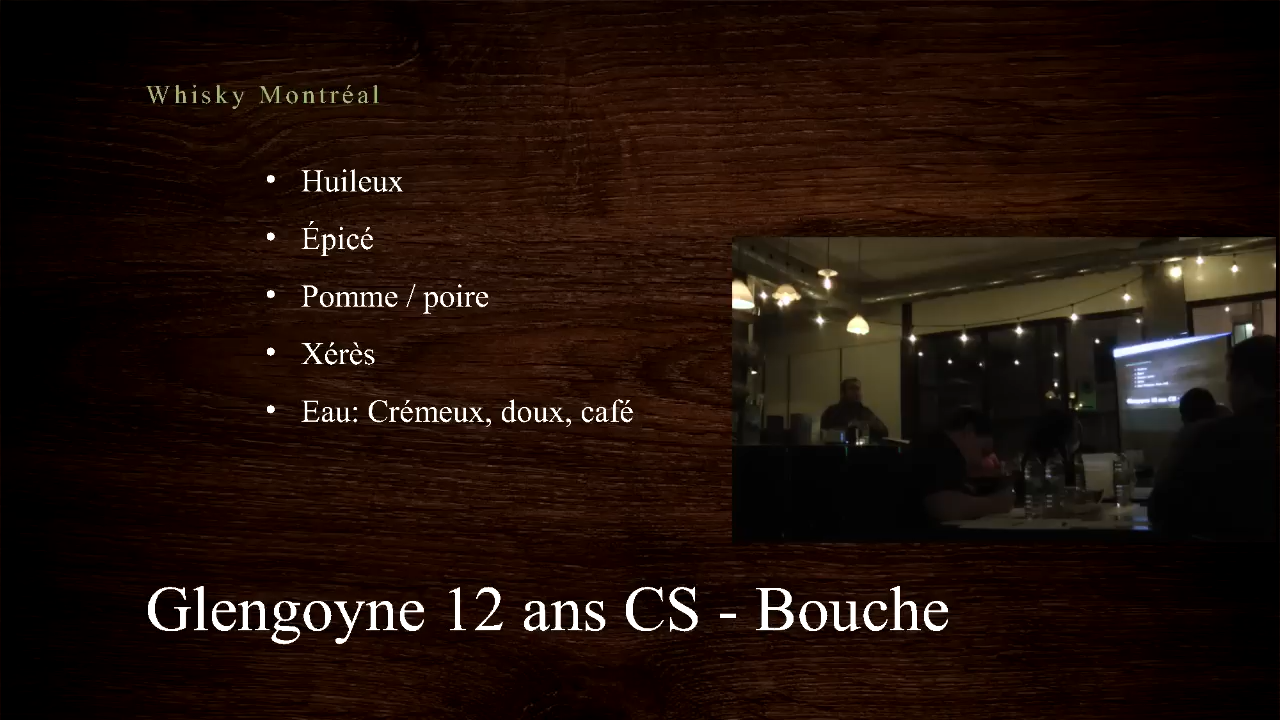 Whisky Montréal
• Huileux
• Épicé
• Pomme / poire
• Xérès
• Eau: Crémeux, doux, café
Glengoyne 12 ans CS - Bouche